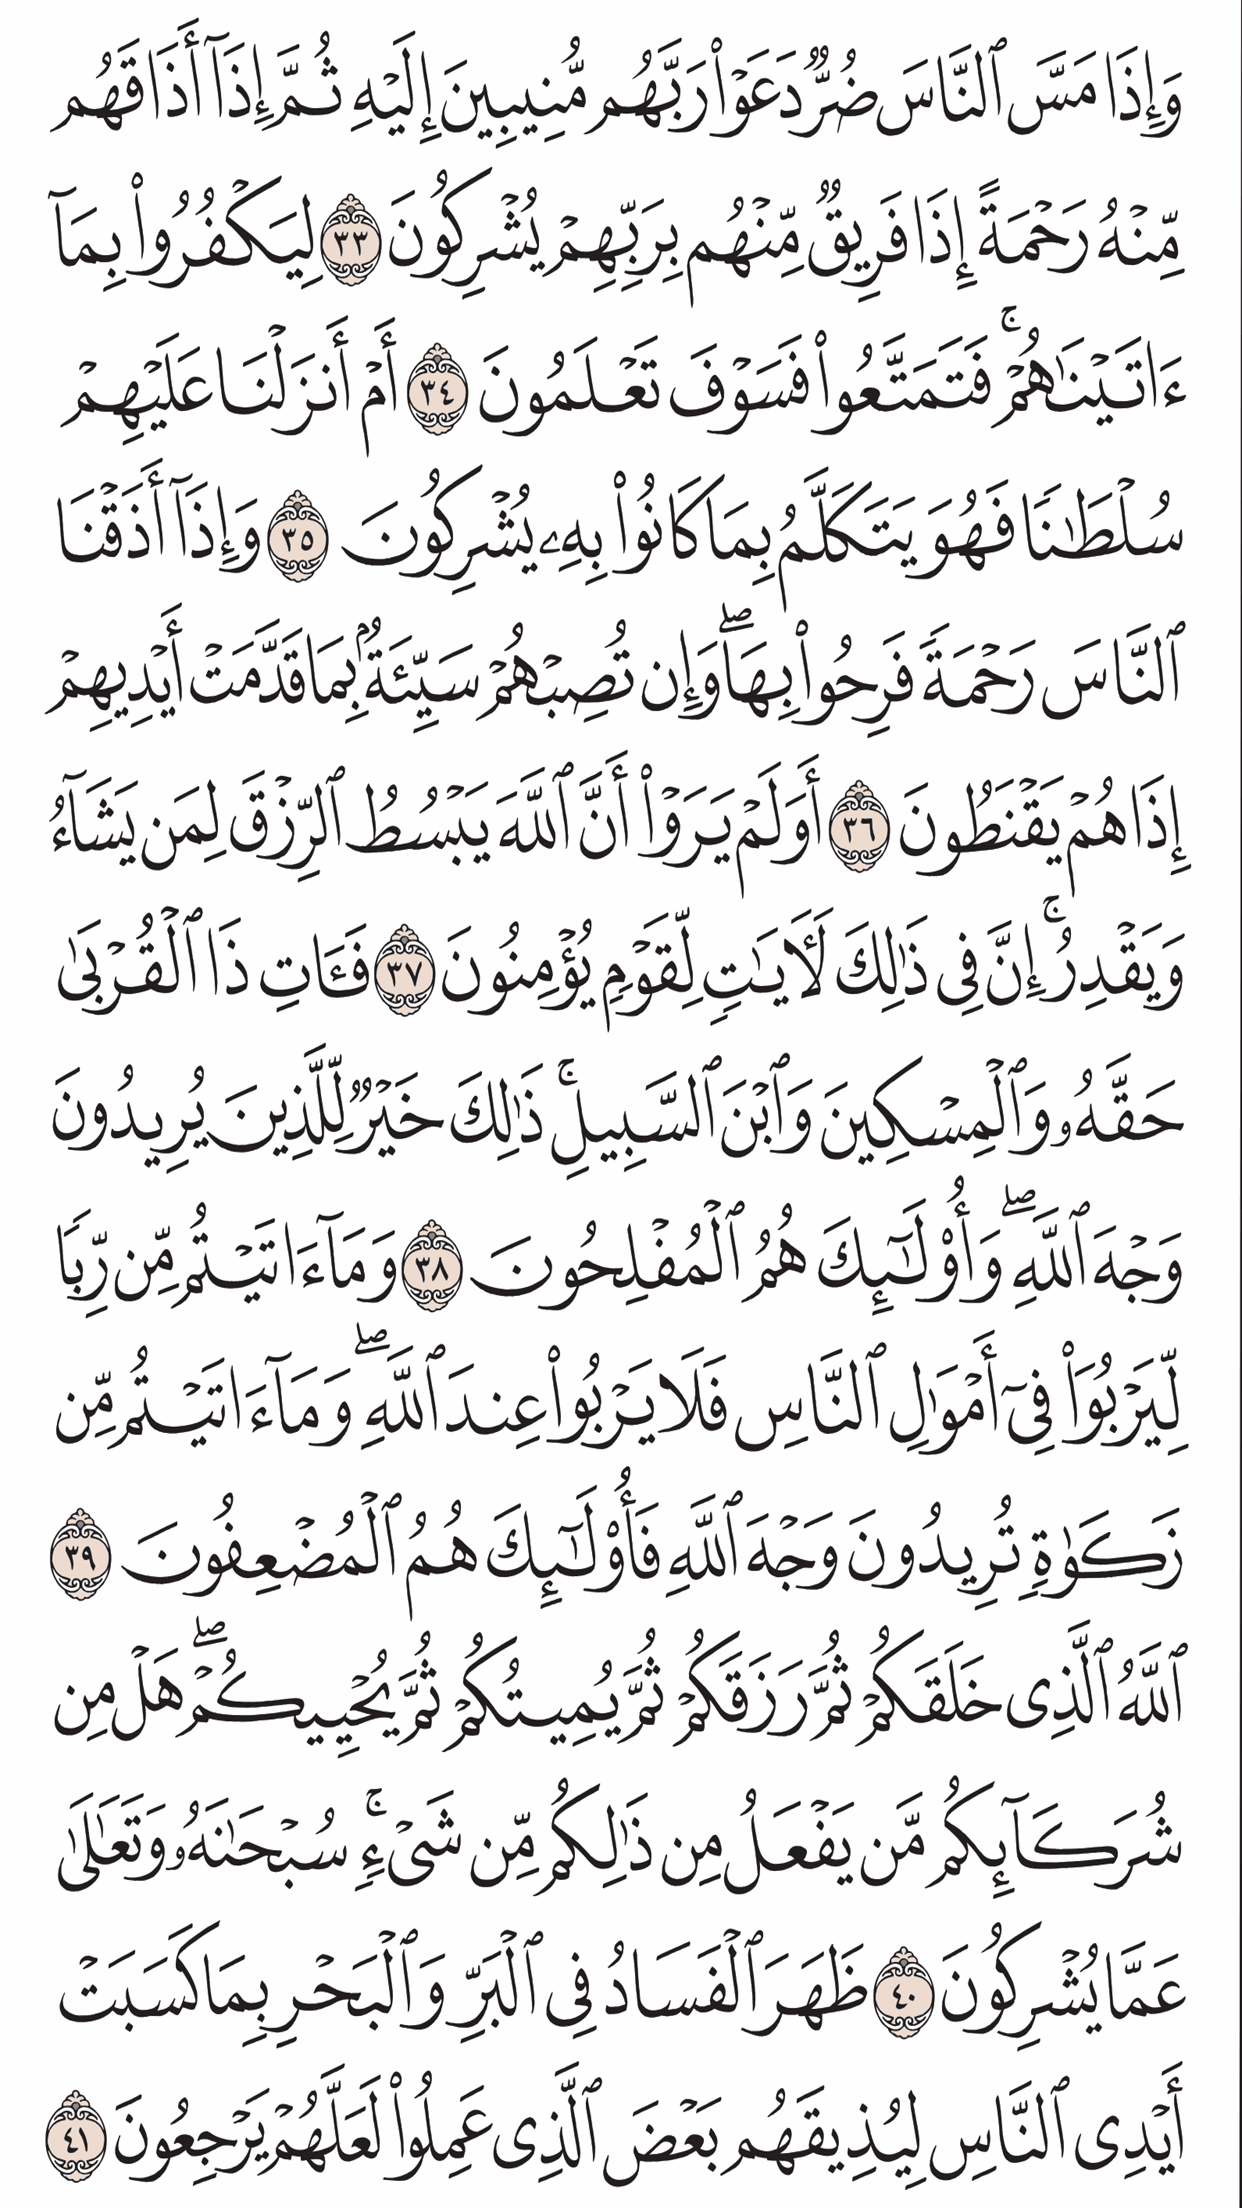 وَإِذَا مَسَّ ٱلنَّاسَ ضُرٌّ دَعَوْا۟ رَبَّهُم مُّنِيبِينَ إِلَيْهِ ثُمَّ إِذَآ أَذَاقَهُم
مِّنْهُ رَحْمَةً إِذَا فَرِيقٌ مِّنْهُم بِرَبِّهِمْ يُشْرِكُونَ ٣٣ لِيَكْفُرُوا۟ بِمَآ
ءَاتَيْنَٰهُمْ ۚ فَتَمَتَّعُوا۟ فَسَوْفَ تَعْلَمُونَ ٣٤ أَمْ أَنزَلْنَا عَلَيْهِمْ
سُلْطَٰنًا فَهُوَ يَتَكَلَّمُ بِمَا كَانُوا۟ بِهِۦ يُشْرِكُونَ ٣٥ وَإِذَآ أَذَقْنَا
ٱلنَّاسَ رَحْمَةً فَرِحُوا۟ بِهَا ۖ وَإِن تُصِبْهُمْ سَيِّئَةٌۢ بِمَا قَدَّمَتْ أَيْدِيهِمْ
إِذَا هُمْ يَقْنَطُونَ ٣٦ أَوَلَمْ يَرَوْا۟ أَنَّ ٱللَّهَ يَبْسُطُ ٱلرِّزْقَ لِمَن يَشَآءُ
وَيَقْدِرُ ۚ إِنَّ فِى ذَٰلِكَ لَـَٔايَٰتٍ لِّقَوْمٍ يُؤْمِنُونَ ٣٧ فَـَٔاتِ ذَا ٱلْقُرْبَىٰ
حَقَّهُۥ وَٱلْمِسْكِينَ وَٱبْنَ ٱلسَّبِيلِ ۚ ذَٰلِكَ خَيْرٌ لِّلَّذِينَ يُرِيدُونَ
وَجْهَ ٱللَّهِ ۖ وَأُو۟لَٰٓئِكَ هُمُ ٱلْمُفْلِحُونَ ٣٨ وَمَآ ءَاتَيْتُم مِّن رِّبًا
لِّيَرْبُوَا۟ فِىٓ أَمْوَٰلِ ٱلنَّاسِ فَلَا يَرْبُوا۟ عِندَ ٱللَّهِ ۖ وَمَآ ءَاتَيْتُم مِّن
زَكَوٰةٍ تُرِيدُونَ وَجْهَ ٱللَّهِ فَأُو۟لَٰٓئِكَ هُمُ ٱلْمُضْعِفُونَ ٣٩
ٱللَّهُ ٱلَّذِى خَلَقَكُمْ ثُمَّ رَزَقَكُمْ ثُمَّ يُمِيتُكُمْ ثُمَّ يُحْيِيكُمْ ۖ هَلْ مِن
شُرَكَآئِكُم مَّن يَفْعَلُ مِن ذَٰلِكُم مِّن شَىْءٍ ۚ سُبْحَٰنَهُۥ وَتَعَٰلَىٰ
عَمَّا يُشْرِكُونَ ٤٠ ظَهَرَ ٱلْفَسَادُ فِى ٱلْبَرِّ وَٱلْبَحْرِ بِمَا كَسَبَتْ
أَيْدِى ٱلنَّاسِ لِيُذِيقَهُم بَعْضَ ٱلَّذِى عَمِلُوا۟ لَعَلَّهُمْ يَرْجِعُونَ ٤١